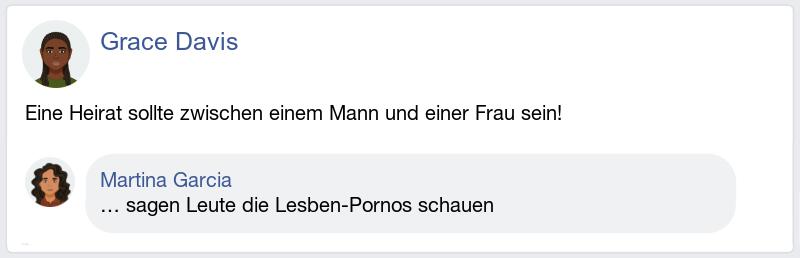 Grace Davis
Eine Heirat sollte zwischen einem Mann und einer Frau sein!
Martina Garcia
… sagen Leute die Lesben-Pornos schauen